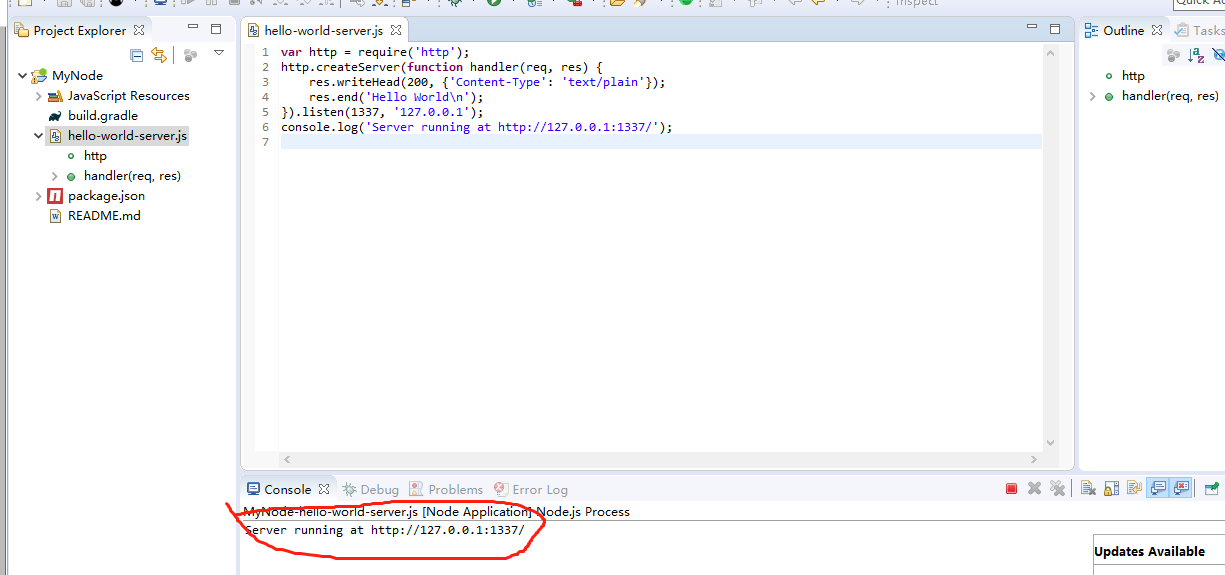 Quick Ac
Inspect
Project Explorer
MyNode
JavaScript Resources
build.gradle
hello-world-server.js
http
handler(req, res)
package.json
README.md
hello-world-server.js
1 var http = require('http');
2 http.createServer(function handler(req, res) {
3 res.writeHead(200, {'Content-Type': 'text/plain'});
4 res.end('Hello World\n');
5 }).listen(1337, '127.0.0.1');
6 console.log('Server running at http://127.0.0.1:1337/');
7
Outline Tasks
http
handler(req, res)
Console Debug Problems Error Log
MyNode-hello-world-server.js [Node Application] Node.js Process
Server running at http://127.0.0.1:1337/
Updates Available